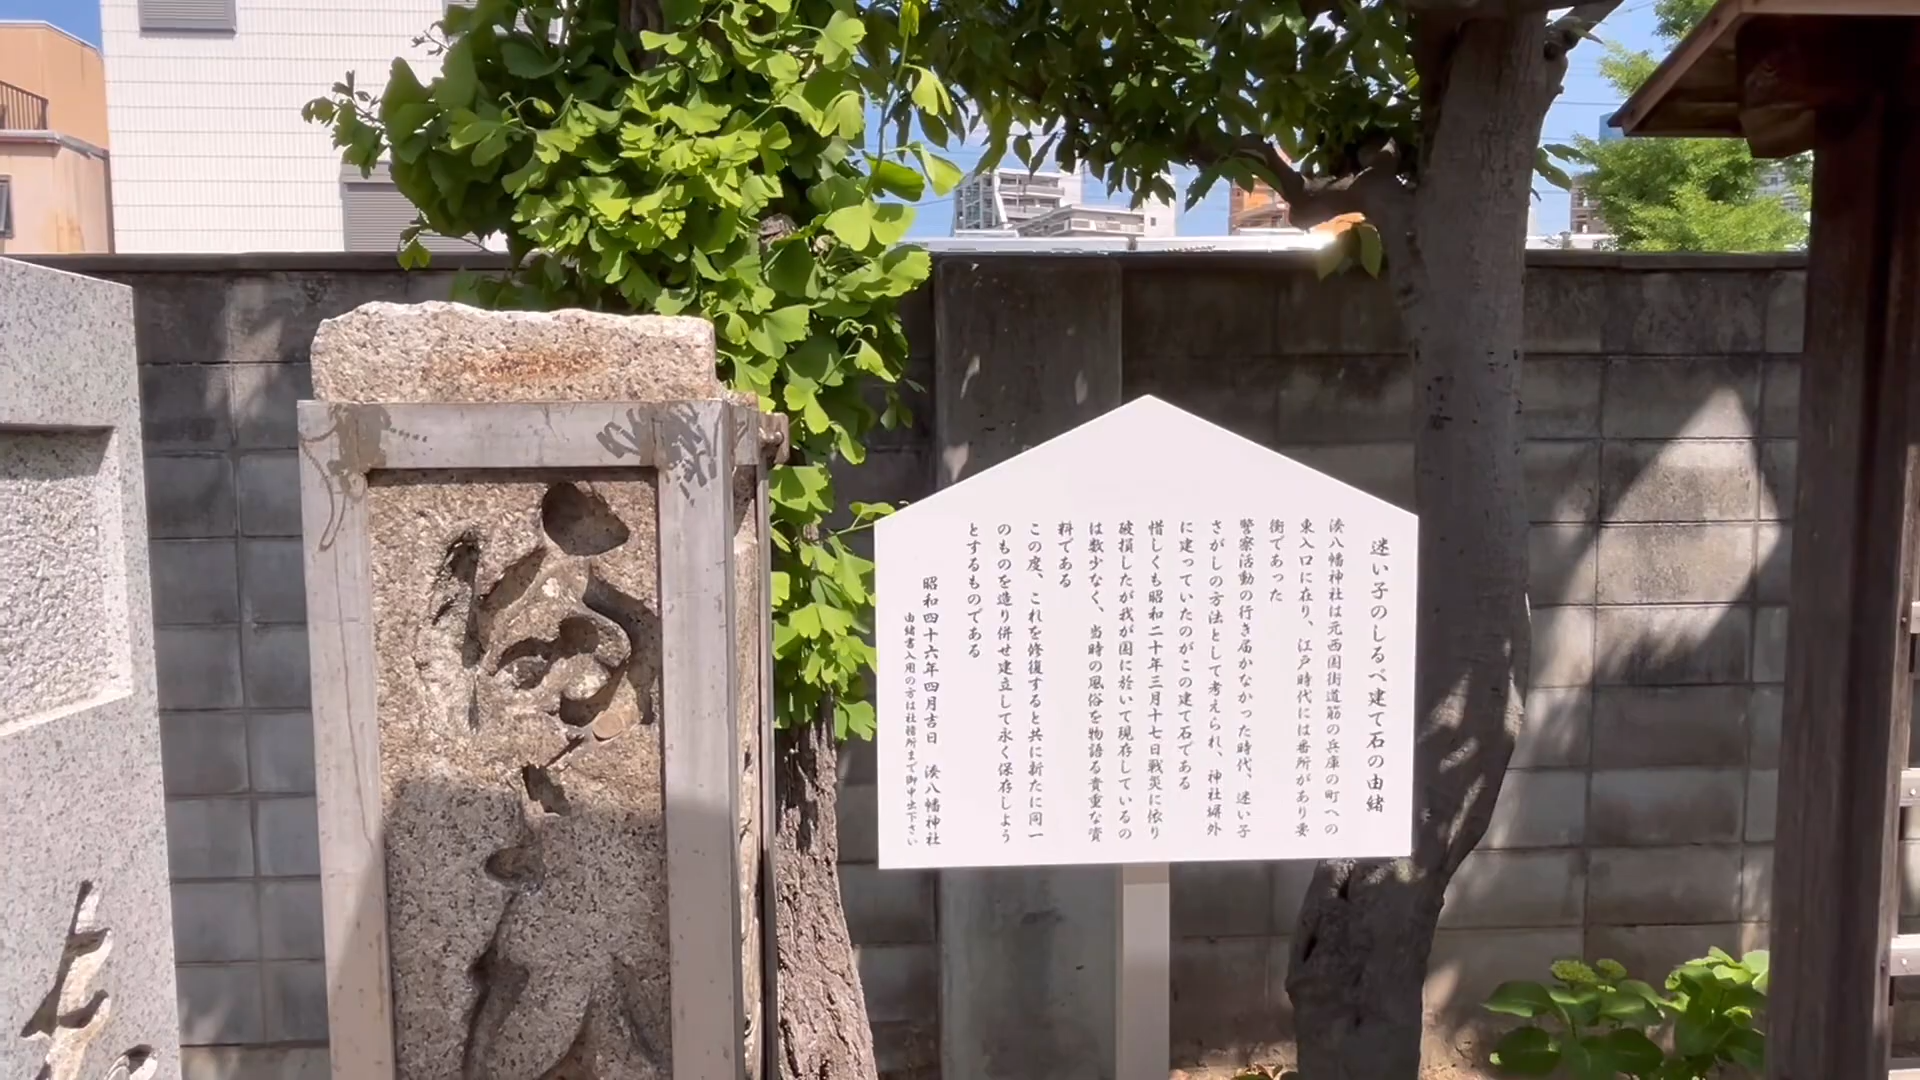 迷い子のしるべ建て石の由緒
湊八幡神社は元西国街道筋の兵庫の町への
東入口に在り、江戸時代には番所があり要
衝であった
警察活動の行き届かなかった時代、迷い子
さがしの方法として考えられ、神社塀外
に建っていたのがこの建て石である
惜しくも昭和二十年三月十七日戦災に依り
破損したが我が国に於いて現存しているの
は数少なく、当時の風俗を物語る貴重な資
料である
この度、これを修復すると共に新たに同一
のものを造り併せ建立して永く保存しよう
とするものである
昭和四十六年四月吉日　湊八幡神社
由緒書入用の方は社務所まで御申出下さい